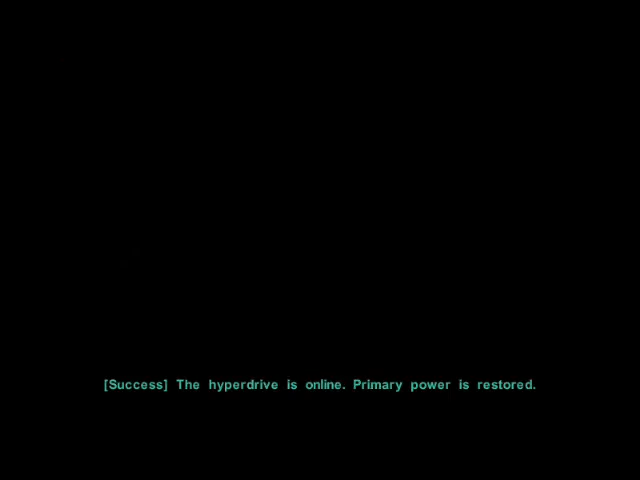 [Success] The hyperdrive is online. Primary power is restored.